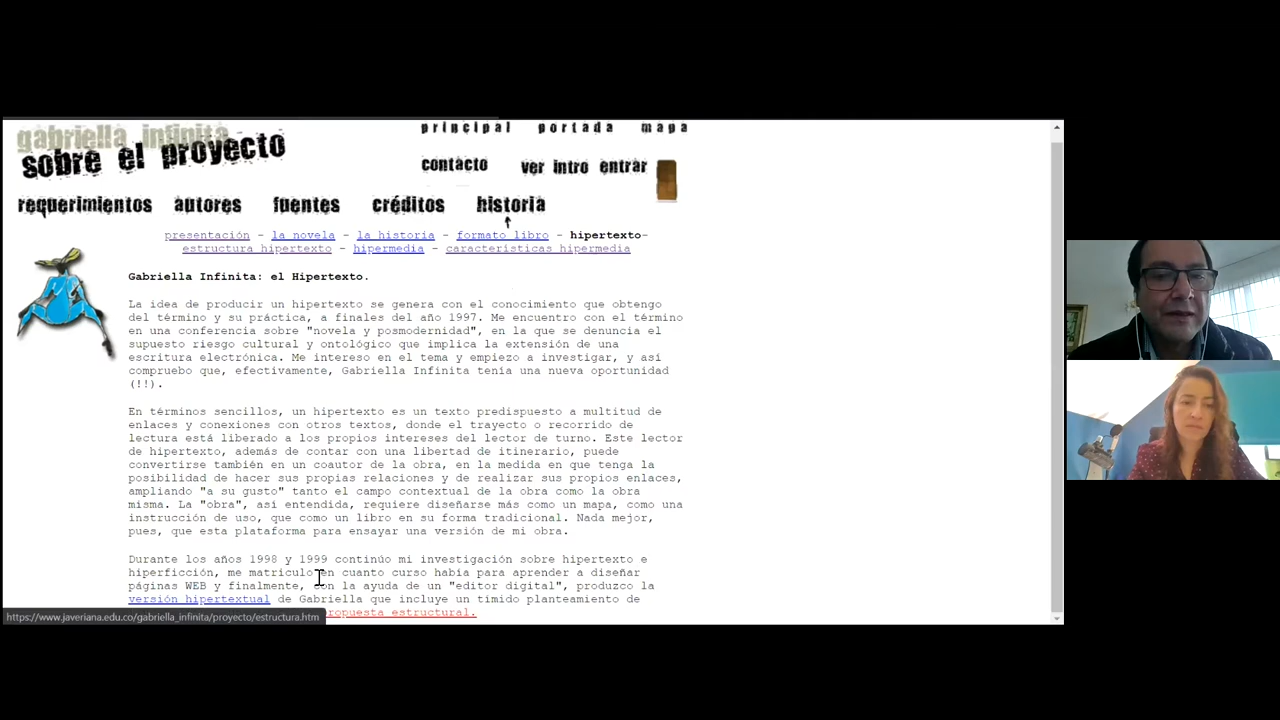 gabriella infinita
sobre el proyecto
principal portada mapa
contacto ver intro entrar
requerimientos autores fuentes créditos historia
presentación - la novela - la historia - formato libro - hipertexto-
estructura hipertexto - hipermedia - características hipermedia
Gabriella Infinita: el Hipertexto.
La idea de producir un hipertexto se genera con el conocimiento que obtengo
del término y su práctica, a finales del año 1997. Me encuentro con el término
en una conferencia sobre "novela y posmodernidad", en la que se denuncia el
supuesto riesgo cultural y ontológico que implica la extensión de una
escritura electrónica. Me intereso en el tema y empiezo a investigar, y así
compruebo que, efectivamente, Gabriella Infinita tenía una nueva oportunidad
(!!).
En términos sencillos, un hipertexto es un texto predispuesto a multitud de
enlaces y conexiones con otros textos, donde el trayecto o recorrido de
lectura está liberado a los propios intereses del lector de turno. Este lector
de hipertexto, además de contar con una libertad de itinerario, puede
convertirse también en un coautor de la obra, en la medida en que tenga la
posibilidad de hacer sus propias relaciones y de realizar sus propios enlaces,
ampliando "a su gusto" tanto el campo contextual de la obra como la obra
misma. La "obra", así entendida, requiere diseñarse más como un mapa, como una
instrucción de uso, que como un libro en su forma tradicional. Nada mejor,
pues, que esta plataforma para ensayar una versión de mi obra.
Durante los años 1998 y 1999 continúo mi investigación sobre hipertexto e
hiperficción, me matriculo en cuanto curso había para aprender a diseñar
páginas WEB y finalmente, con la ayuda de un "editor digital", produzco la
versión hipertextual de Gabriella que incluye un tímido planteamiento de
https://www.javeriana.edu.co/gabriella_infinita/proyecto/estructura.htm
propuesta estructural.